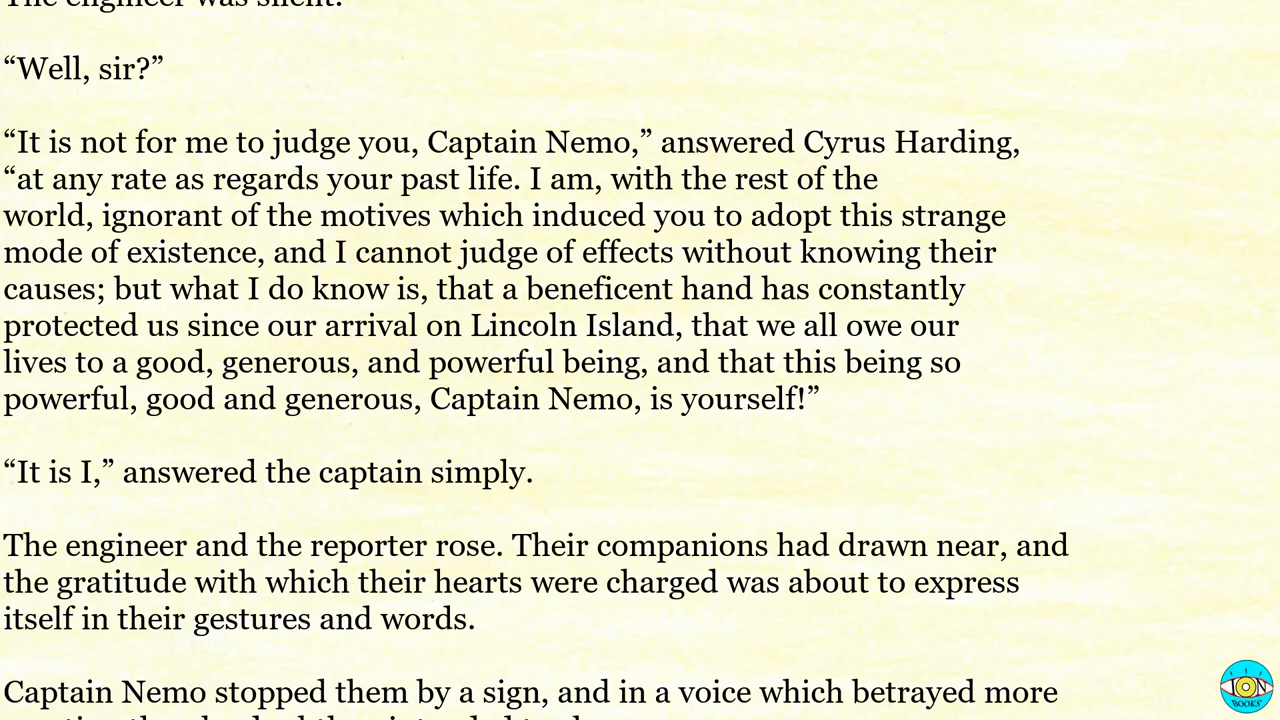 The engineer was silent.
“Well, sir?”
“It is not for me to judge you, Captain Nemo,” answered Cyrus Harding,
“at any rate as regards your past life. I am, with the rest of the
world, ignorant of the motives which induced you to adopt this strange
mode of existence, and I cannot judge of effects without knowing their
causes; but what I do know is, that a beneficent hand has constantly
protected us since our arrival on Lincoln Island, that we all owe our
lives to a good, generous, and powerful being, and that this being so
powerful, good and generous, Captain Nemo, is yourself!”
“It is I,” answered the captain simply.
The engineer and the reporter rose. Their companions had drawn near, and
the gratitude with which their hearts were charged was about to express
itself in their gestures and words.
Captain Nemo stopped them by a sign, and in a voice which betrayed more
ION
BOOKS